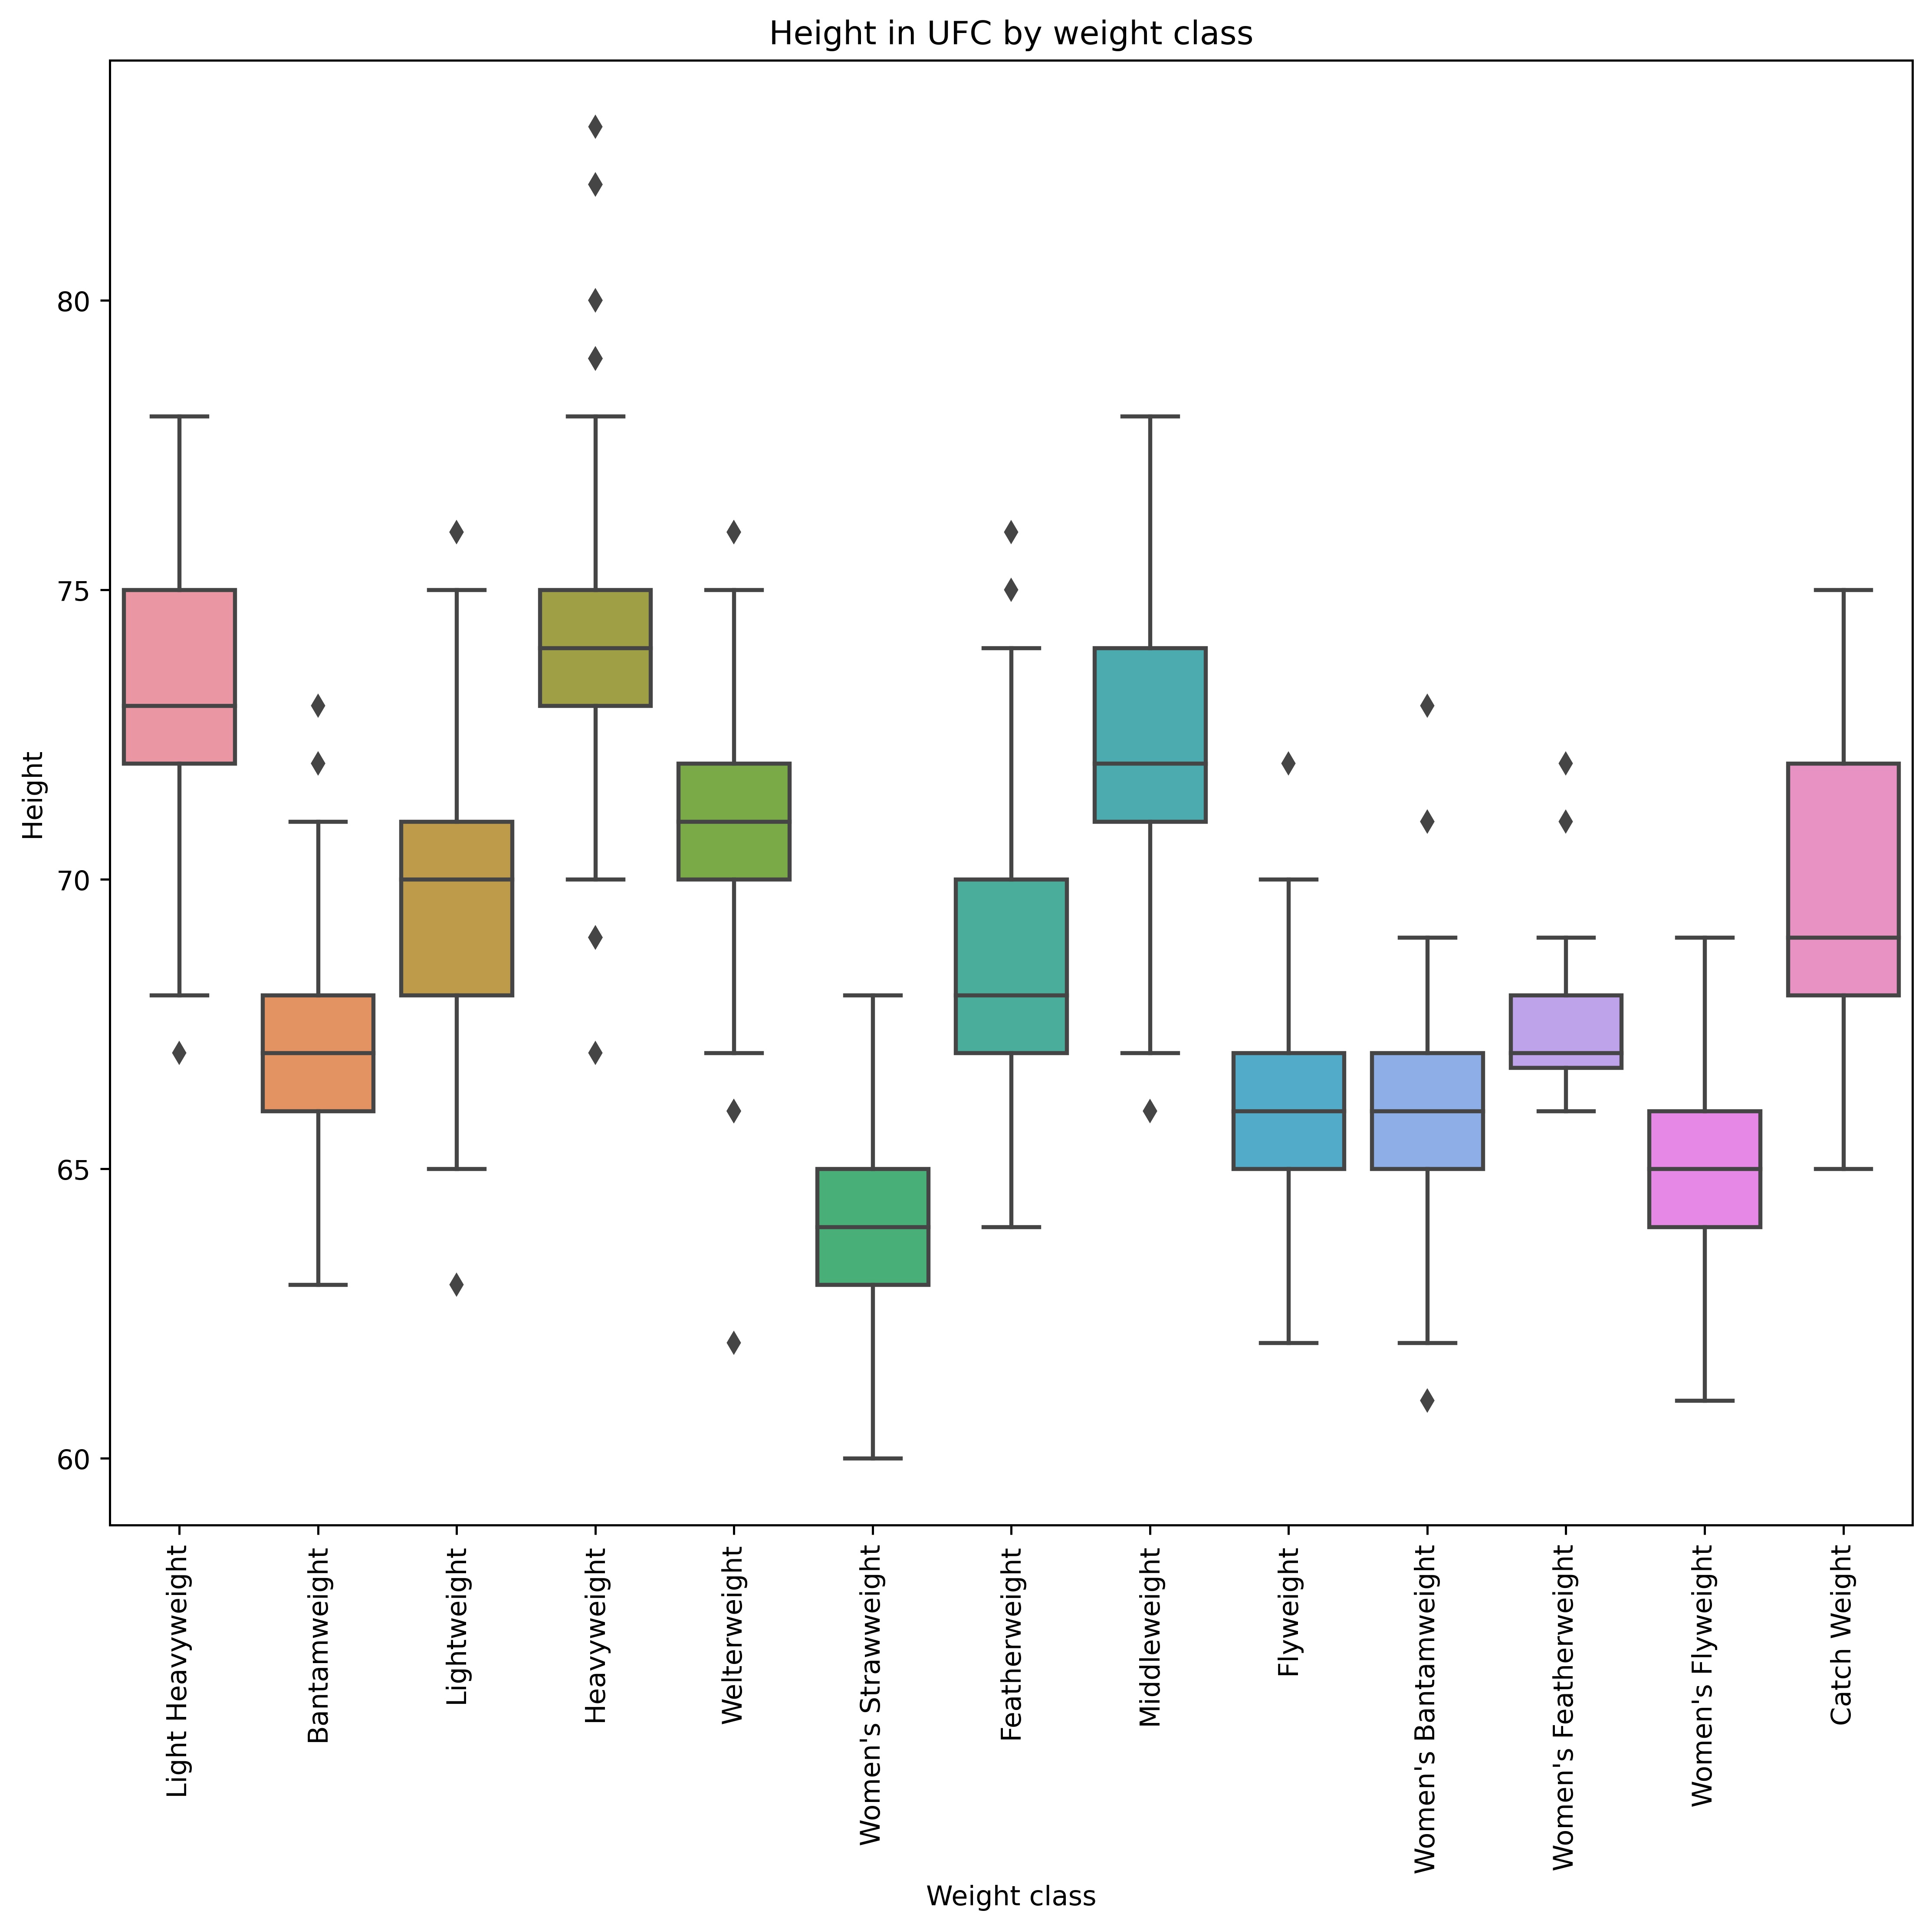 Height in UFC by weight class
Height
80
75
70
65
60
Light Heavyweight
Bantamweight
Lightweight
Heavyweight
Welterweight
Women's Strawweight
Featherweight
Middleweight
Flyweight
Women's Bantamweight
Women's Featherweight
Women's Flyweight
Catch Weight
Weight class